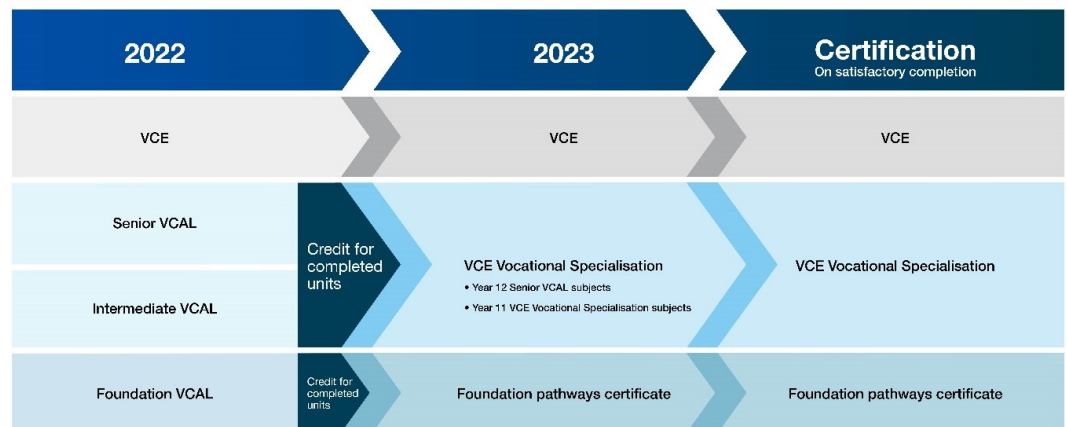 2022
2023
Certification
On satisfactory completion
VCE
VCE
VCE
Senior VCAL
Intermediate VCAL
Credit for
completed
units
VCE Vocational Specialisation
• Year 12 Senior VCAL subjects
• Year 11 VCE Vocational Specialisation subjects
VCE Vocational Specialisation
Foundation VCAL
Credit for
completed
units
Foundation pathways certificate
Foundation pathways certificate